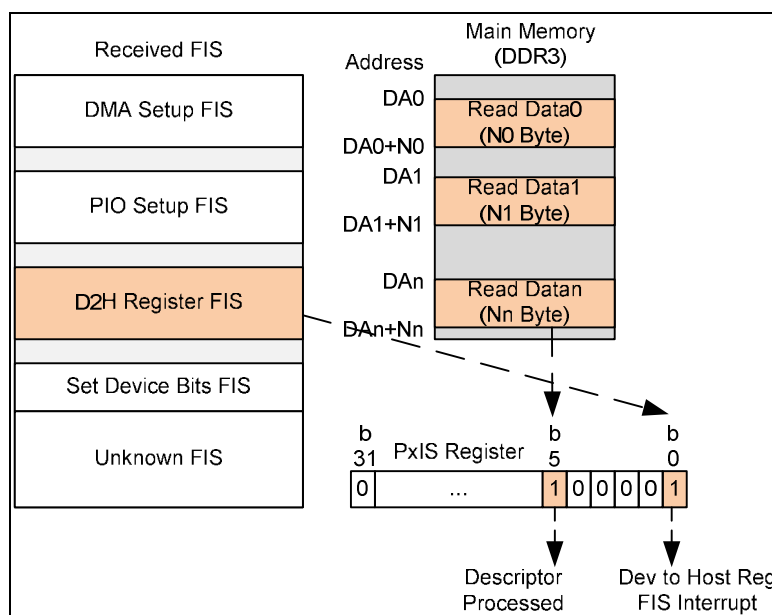 Received FIS
DMA Setup FIS
PIO Setup FIS
D2H Register FIS
Set Device Bits FIS
Unknown FIS
Main Memory
(DDR3)
Address
DA0
Read Data0
(N0 Byte)
DA0+N0
DA1
Read Data1
(N1 Byte)
DA1+N1
DAn
Read Datan
(Nn Byte)
DAn+Nn
b
31
PxIS Register
b
5
b
0
0 ... 1 0 0 0 0 1
Descriptor
Processed
Dev to Host Reg
FIS Interrupt